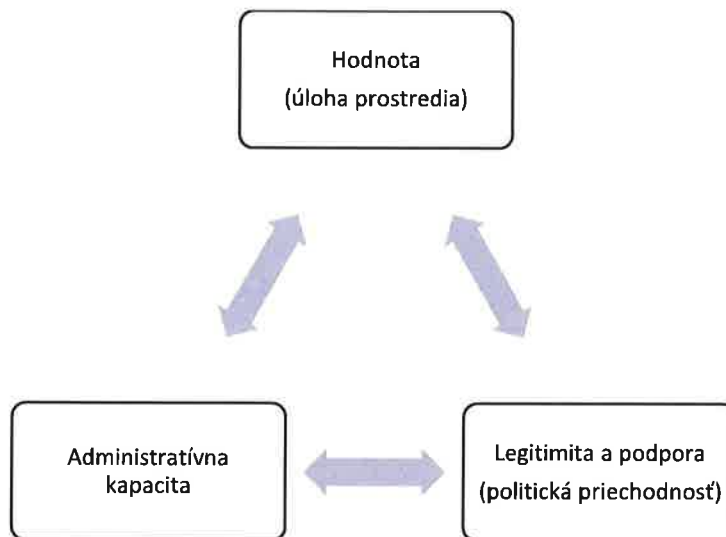 Hodnota
(úloha prostredia)
Administratívna
kapacita
Legitimita a podpora
(politická priechodnosť)